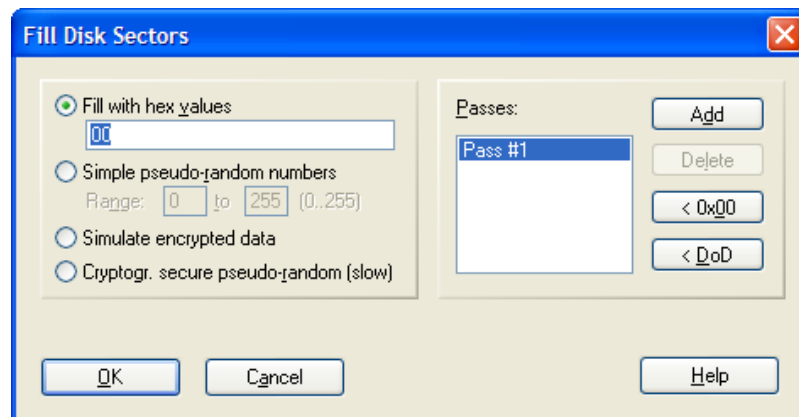 Fill Disk Sectors
Fill with hex values
00
Simple pseudo-random numbers
Range: 0 to 255 (0..255)
Simulate encrypted data
Cryptogr. secure pseudo-random (slow)
Passes:
Pass #1
Add
Delete
< 0x00
< DoD
OK
Cancel
Help